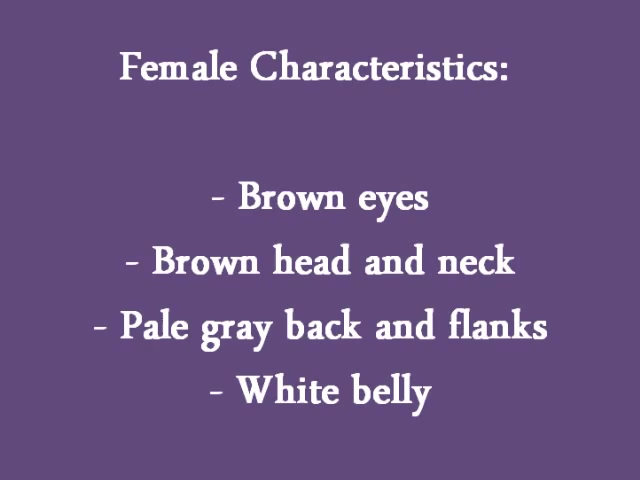 Female Characteristics:
- Brown eyes
- Brown head and neck
- Pale gray back and flanks
- White belly